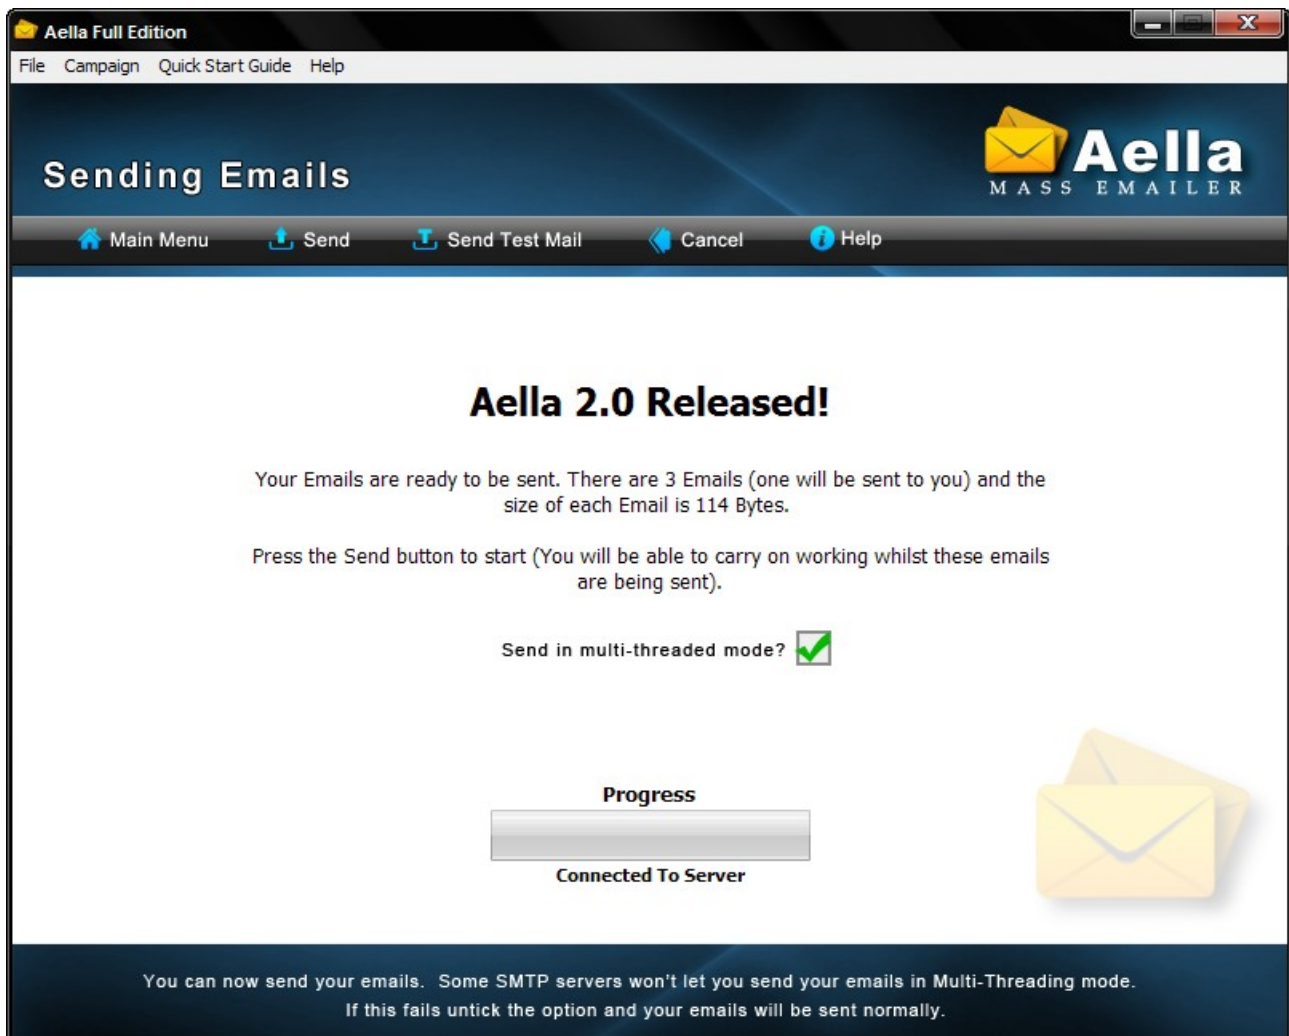 Aella Full Edition
File Campaign Quick Start Guide Help
Sending Emails
Aella
MASS EMAILER
Main Menu Send Send Test Mail Cancel Help
Aella 2.0 Released!
Your Emails are ready to be sent. There are 3 Emails (one will be sent to you) and the
size of each Email is 114 Bytes.
Press the Send button to start (You will be able to carry on working whilst these emails
are being sent).
Send in multi-threaded mode?
Progress
Connected To Server
You can now send your emails. Some SMTP servers won't let you send your emails in Multi-Threading mode.
If this fails untick the option and your emails will be sent normally.